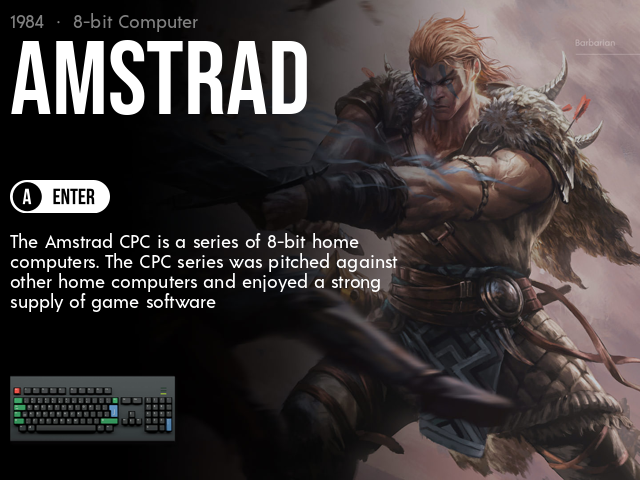 1984 · 8-bit Computer
AMSTRAD
Barbarian
A ENTER
The Amstrad CPC is a series of 8-bit home
computers. The CPC series was pitched against
other home computers and enjoyed a strong
supply of game software